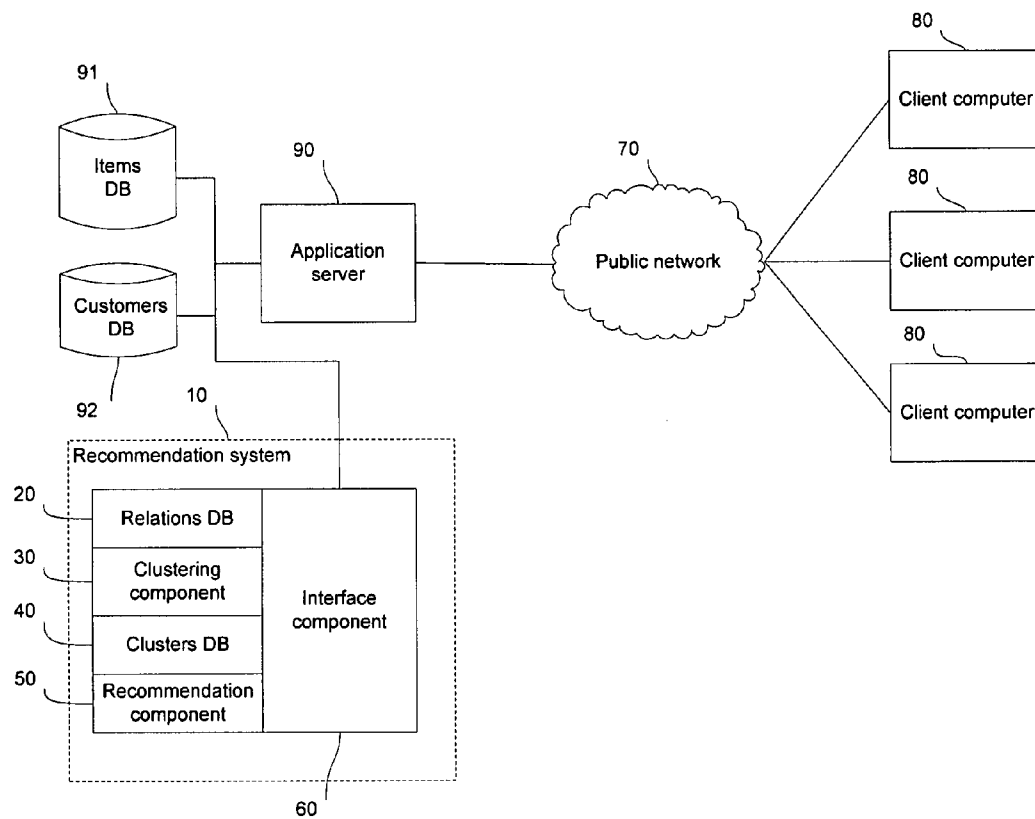 80
Client computer
91
Items
DB
90
Application
server
70
Public network
80
Client computer
Customers
DB
92
80
Client computer
10
Recommendation system
20
Relations DB
30
Clustering
component
40
Clusters DB
50
Recommendation
component
Interface
component
60